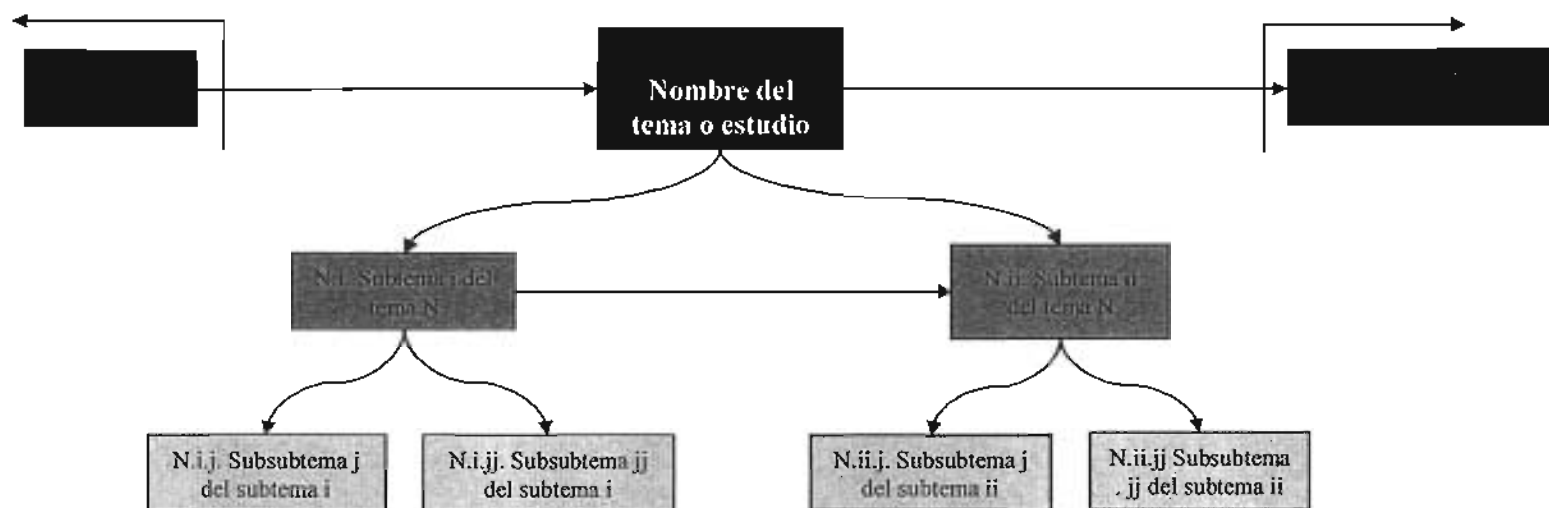 Nombre del
tema o estudio
N.i. Subtema i del
tema N
N.ii. Subtema ii
del tema N
N.i.j. Subsubtema j
del subtema i
N.i.jj. Subsubtema jj
del subtema i
N.ii.j. Subsubtema j
del subtema ii
N.ii.jj Subsubtema
jj del subtema ii